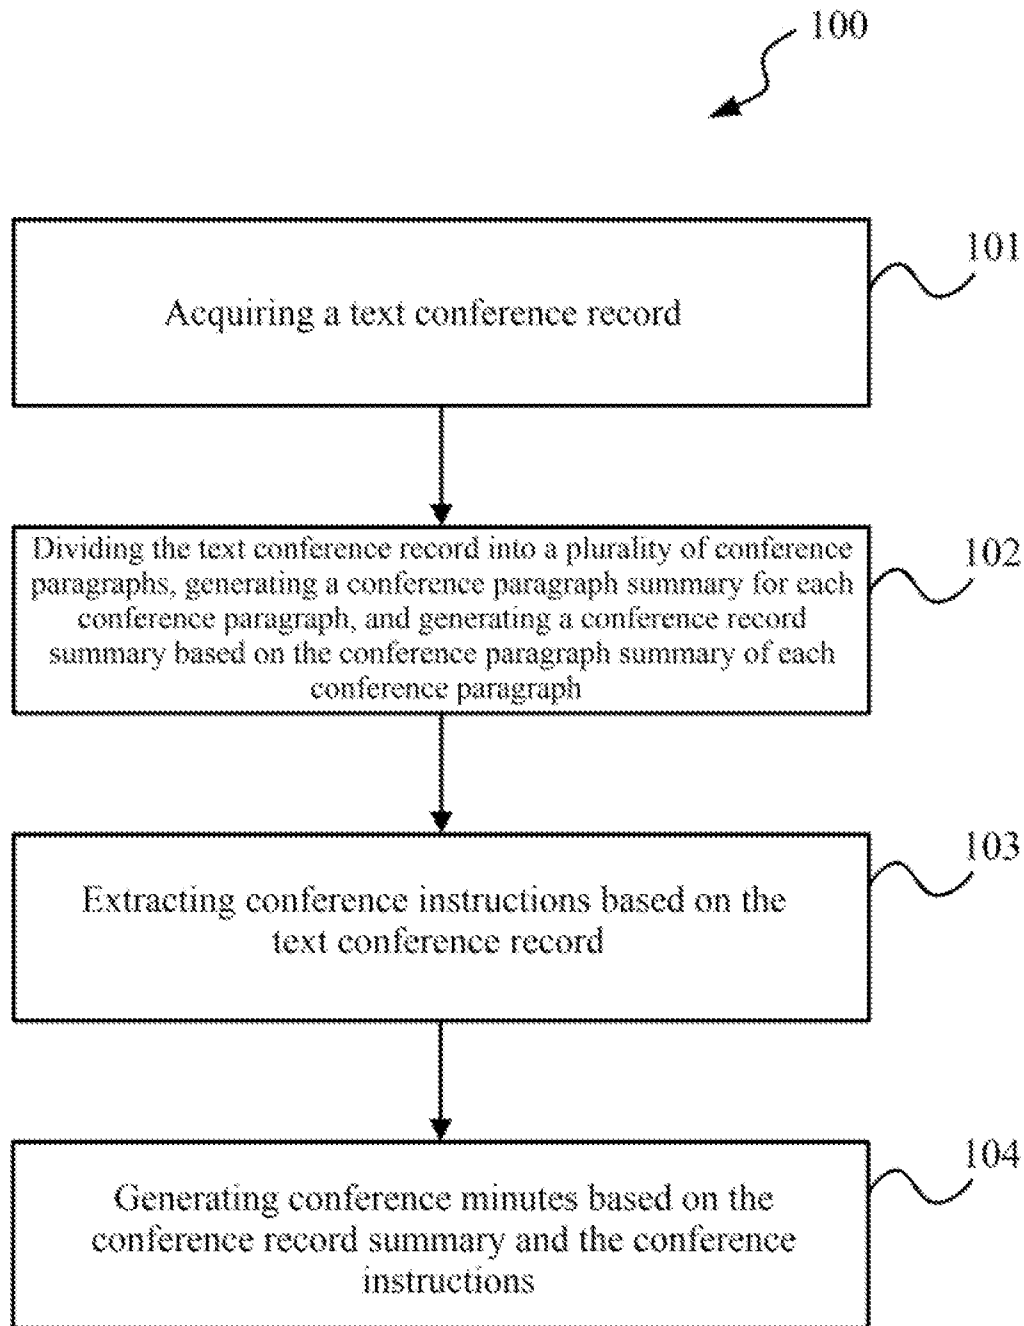 100
101
Acquiring a text conference record
102
Dividing the text conference record into a plurality of conference
paragraphs, generating a conference paragraph summary for each
conference paragraph, and generating a conference record
summary based on the conference paragraph summary of each
conference paragraph
103
Extracting conference instructions based on the
text conference record
104
Generating conference minutes based on the
conference record summary and the conference
instructions